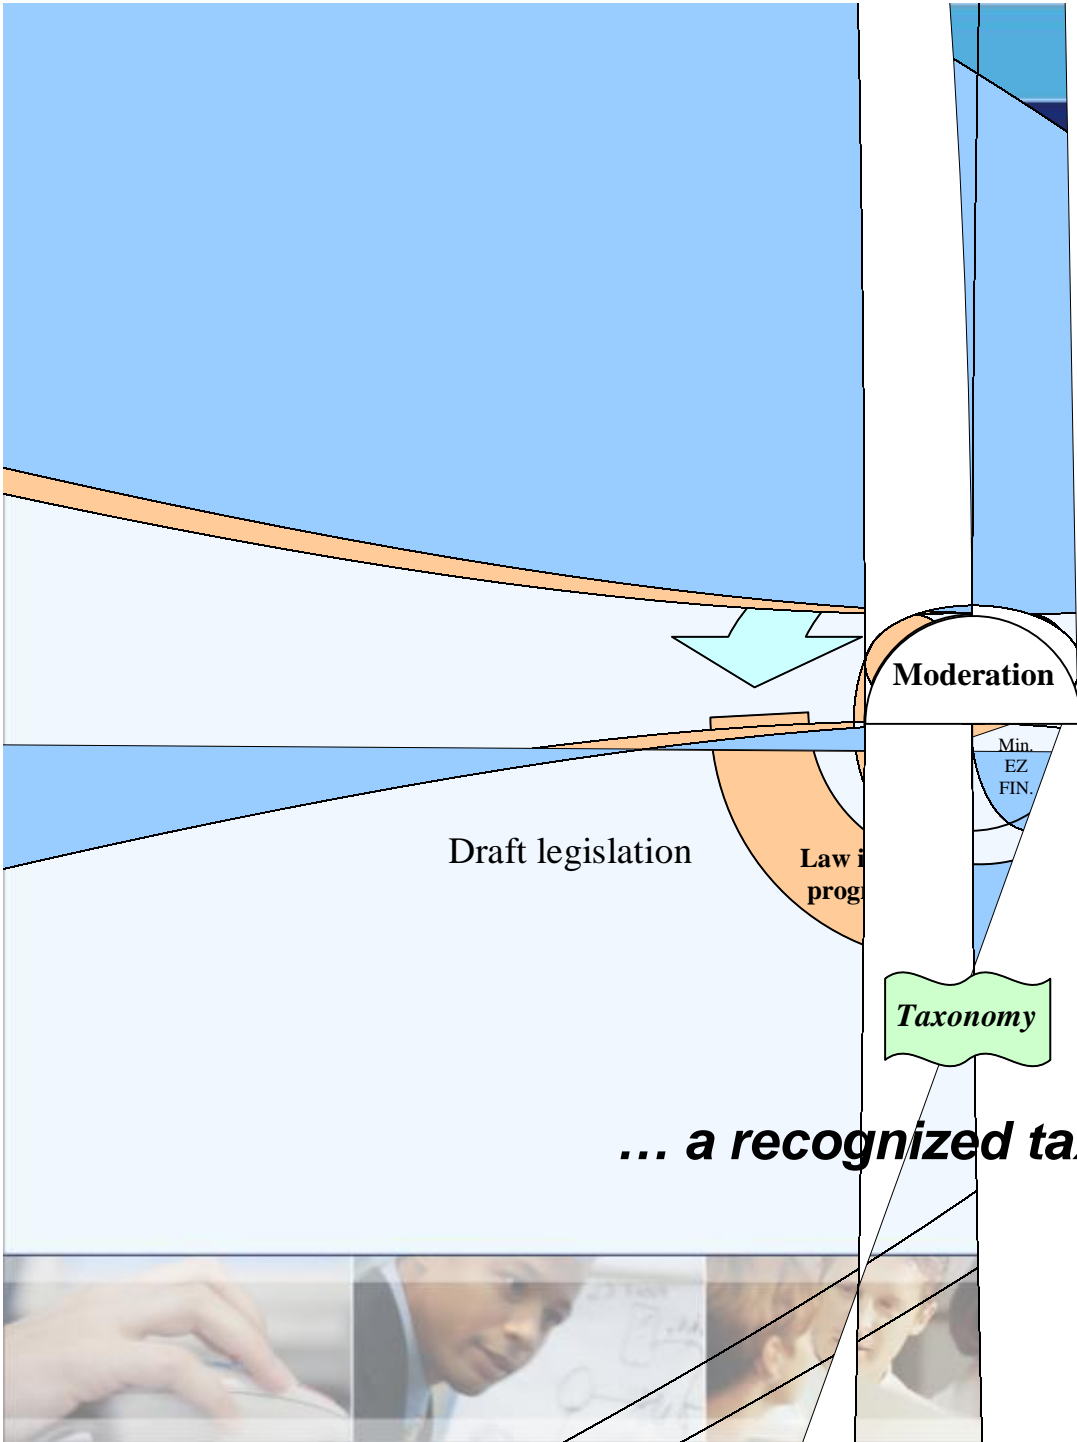 Moderation
Min.
EZ
FIN.
Draft legislation
Law i
prog
Taxonomy
… a recognized ta